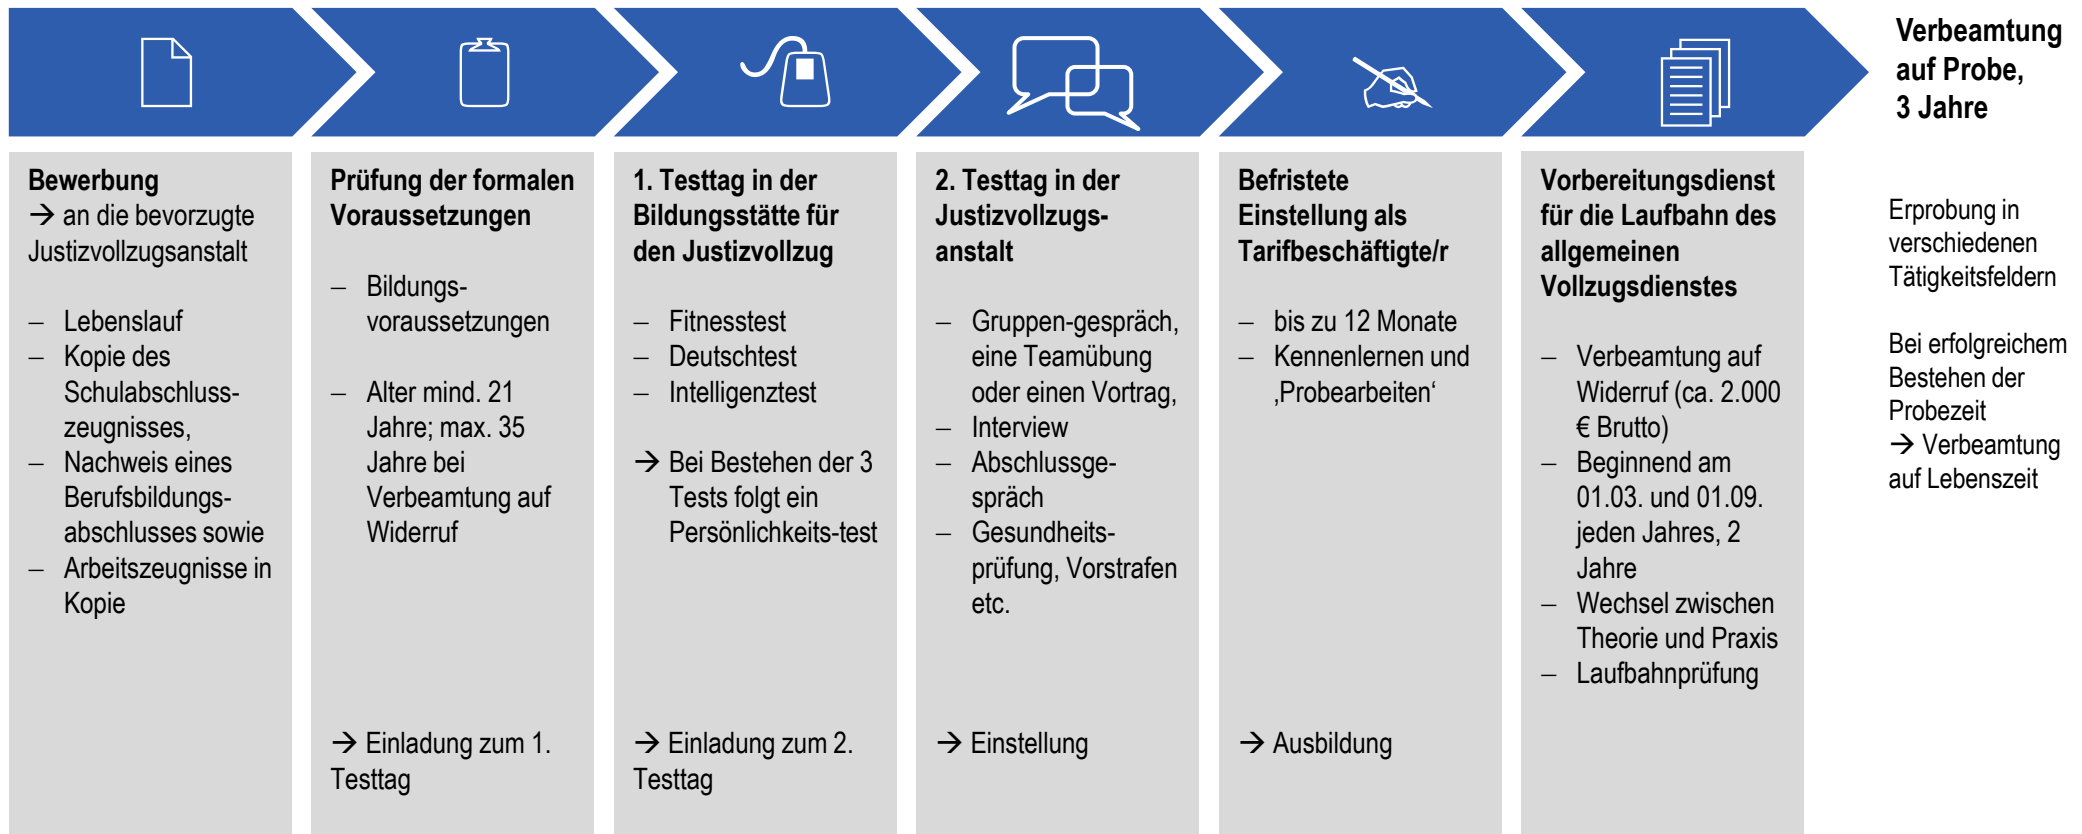 Bewerbung
→ an die bevorzugte
Justizvollzugsanstalt
– Lebenslauf
– Kopie des
Schulabschluss-
zeugnisses,
– Nachweis eines
Berufsbildungs-
abschlusses sowie
– Arbeitszeugnisse in
Kopie
Prüfung der formalen
Voraussetzungen
– Bildungs-
voraussetzungen
– Alter mind. 21
Jahre; max. 35
Jahre bei
Verbeamtung auf
Widerruf
→ Einladung zum 1.
Testtag
1. Testtag in der
Bildungsstätte für
den Justizvollzug
– Fitnesstest
– Deutschtest
– Intelligenztest
→ Bei Bestehen der 3
Tests folgt ein
Persönlichkeits-test
→ Einladung zum 2.
Testtag
2. Testtag in der
Justizvollzugs-
anstalt
– Gruppen-gespräch,
eine Teamübung
oder einen Vortrag,
– Interview
– Abschlussge-
spräch
– Gesundheits-
prüfung, Vorstrafen
etc.
→ Einstellung
Befristete
Einstellung als
Tarifbeschäftigte/r
– bis zu 12 Monate
– Kennenlernen und
‚Probearbeiten‘
→ Ausbildung
Vorbereitungsdienst
für die Laufbahn des
allgemeinen
Vollzugsdienstes
– Verbeamtung auf
Widerruf (ca. 2.000
€ Brutto)
– Beginnend am
01.03. und 01.09.
jeden Jahres, 2
Jahre
– Wechsel zwischen
Theorie und Praxis
– Laufbahnprüfung
Verbeamtung
auf Probe,
3 Jahre
Erprobung in
verschiedenen
Tätigkeitsfeldern
Bei erfolgreichem
Bestehen der
Probezeit
→ Verbeamtung
auf Lebenszeit